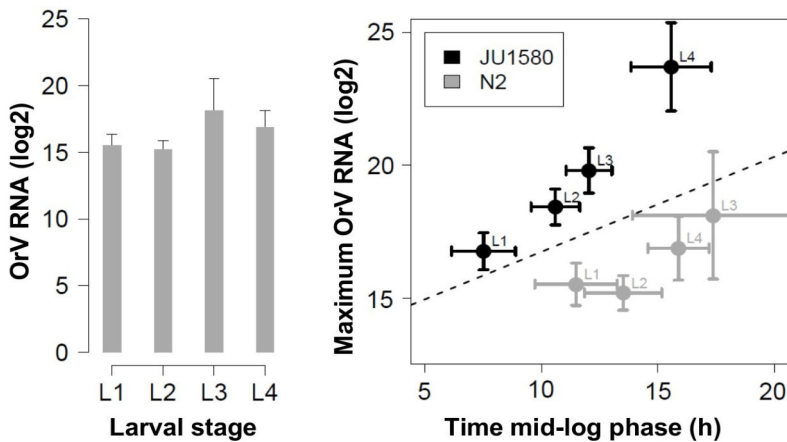 OrV RNA (log2)
25
20
15
10
5
0
L1 L2 L3 L4
Larval stage
Maximum OrV RNA (log2)
25
20
15
JU1580
N2
L4
L3
L2
L1
L3
L4
L1
L2
5 10 15 20
Time mid-log phase (h)